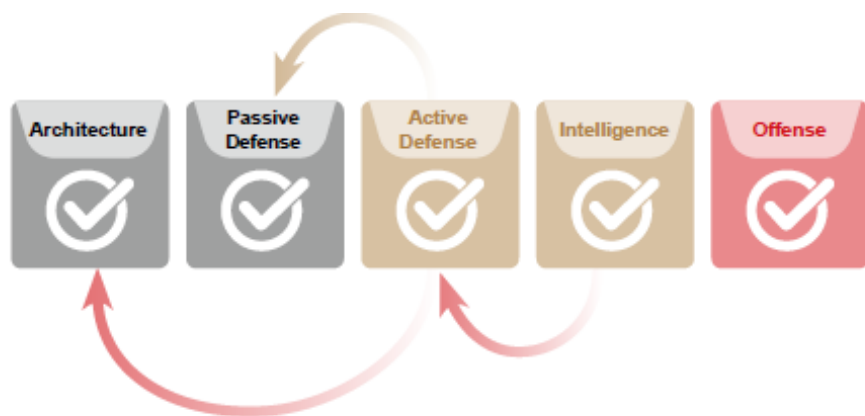 Architecture
Passive
Defense
Active
Defense
Intelligence
Offense